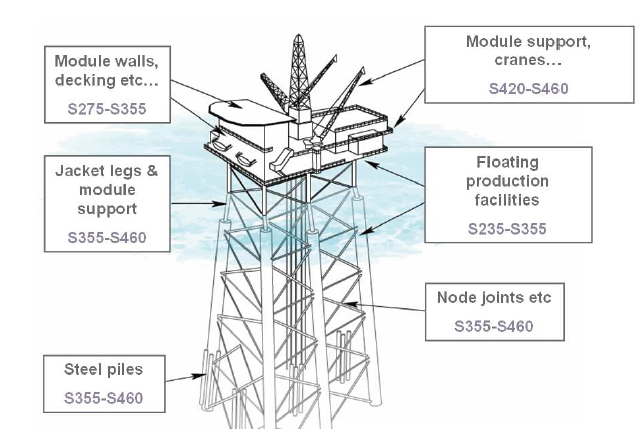 Module walls,
decking etc...
S275-S355
Module support,
cranes...
S420-S460
Jacket legs &
module
support
S355-S460
Floating
production
facilities
S235-S355
Node joints etc
S355-S460
Steel piles
S355-S460